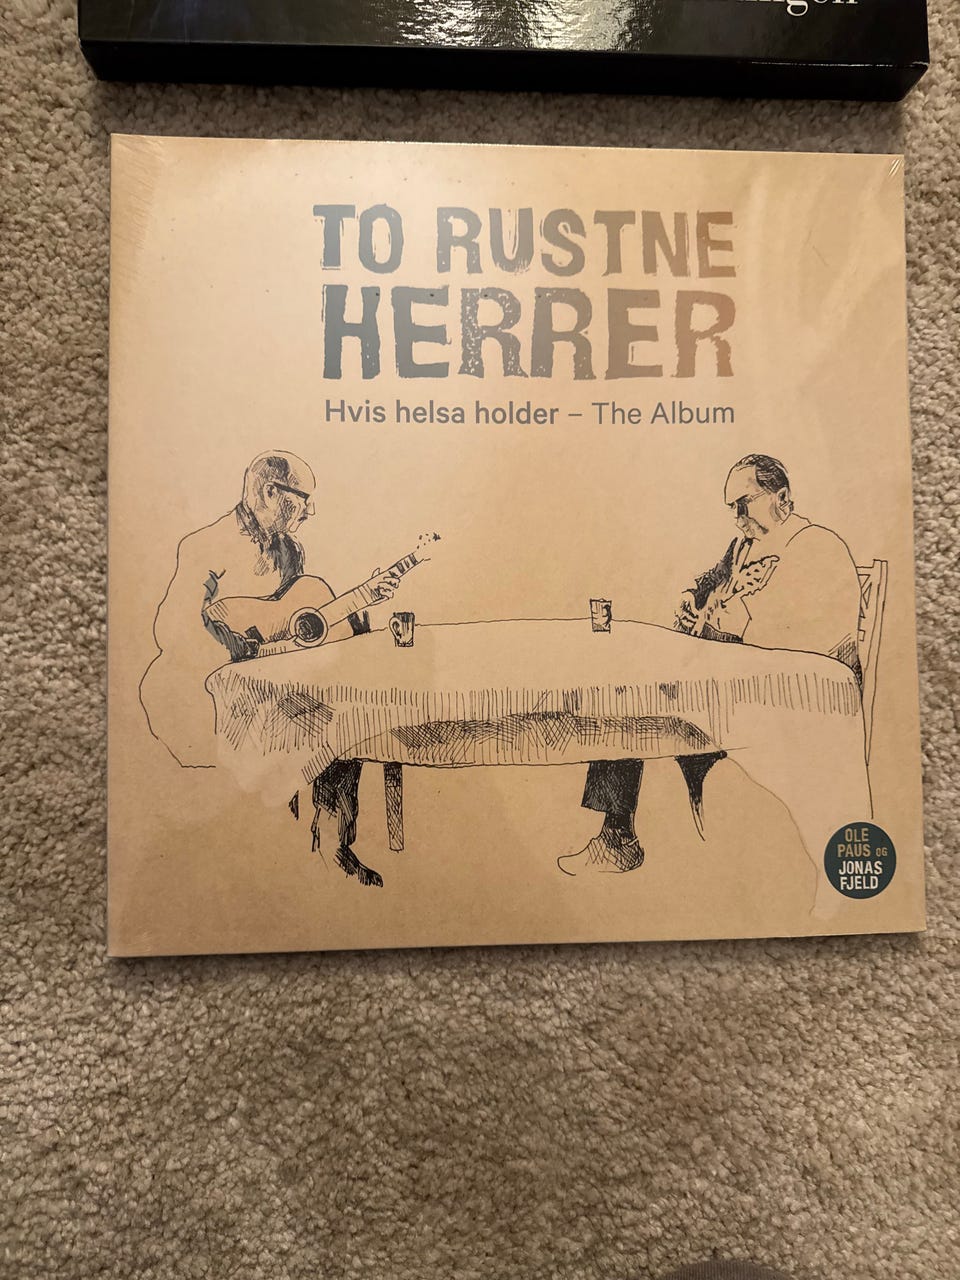 TO RUSTNE
HERRER
Hvis helsa holder – The Album
OLE
PAUS OG
JONAS
FJELD